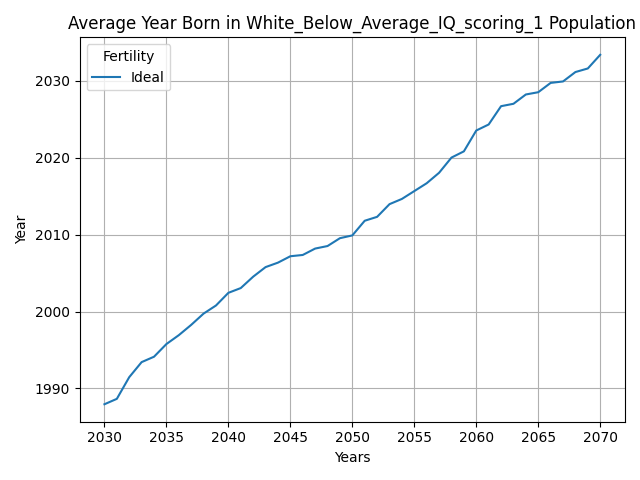 Average Year Born in White_Below_Average_IQ_scoring_1 Population
Fertility
Ideal
Year
2030
2020
2010
2000
1990
2030 2035 2040 2045 2050 2055 2060 2065 2070
Years